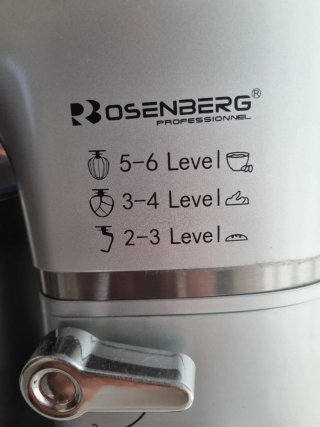 ROSENBERG®
PROFESSIONNEL
5-6 Level
3-4 Level
2-3 Level